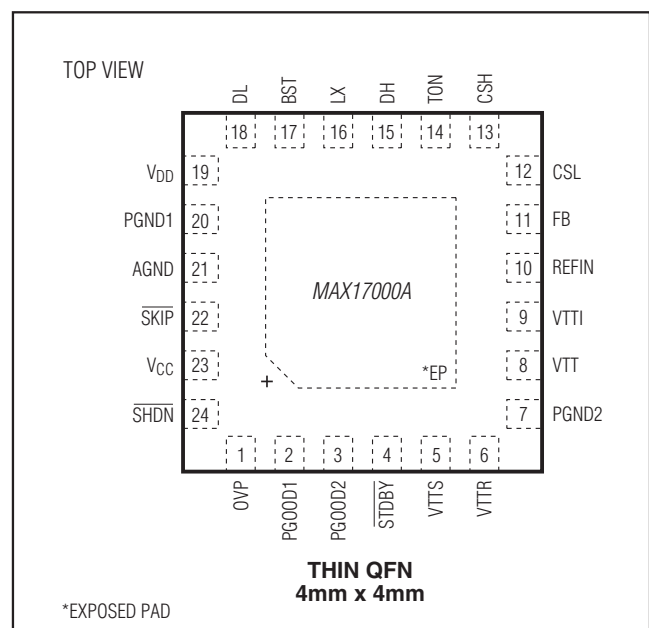 TOP VIEW
DL
BST
LX
DH
TON
CSH
18
17
16
15
14
13
VDD
19
12
CSL
PGND1
20
11
FB
AGND
21
10
REFIN
MAX17000A
SKIP
22
9
VTTI
VCC
23
8
VTT
*EP
+
SHDN
24
7
PGND2
1
2
3
4
5
6
OVP
PGOOD1
PGOOD2
STDBY
VTTS
VTTR
THIN QFN
4mm x 4mm
*EXPOSED PAD